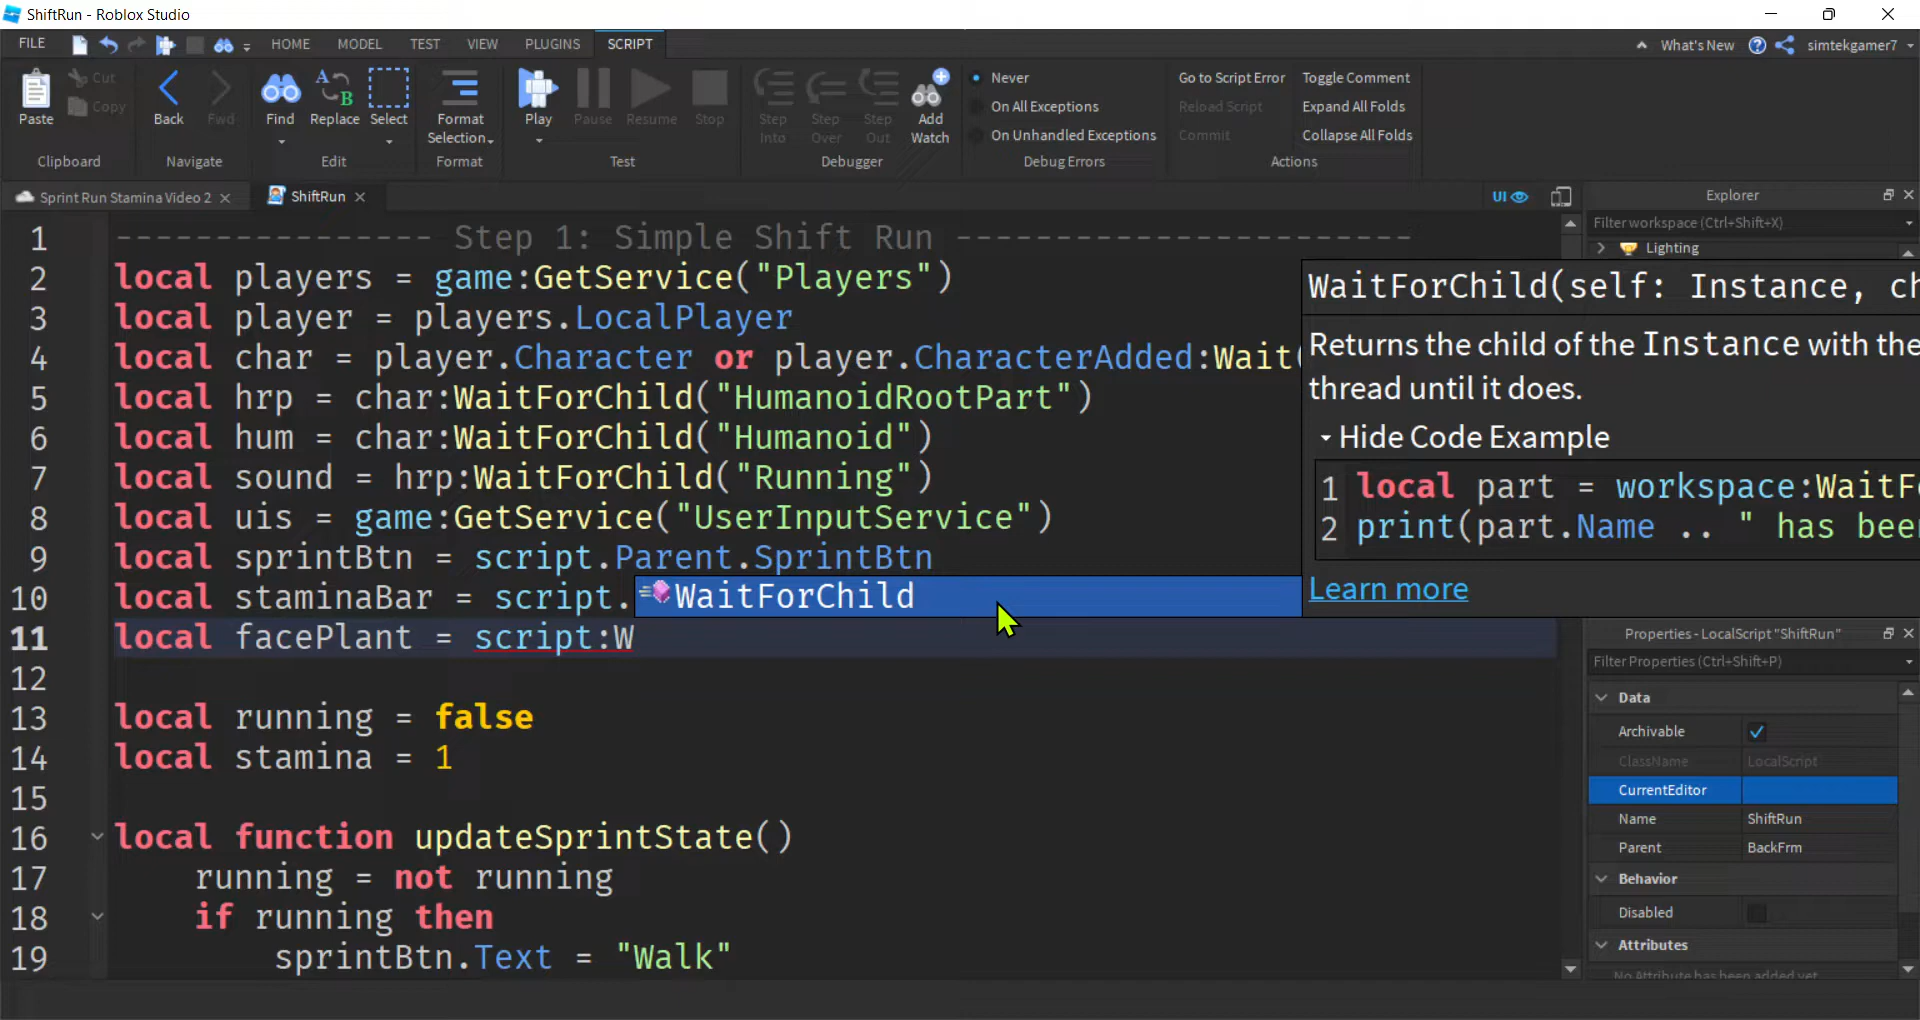 ShiftRun - Roblox Studio
FILE HOME MODEL TEST VIEW PLUGINS SCRIPT What's New simtekgamer7
Paste Cut Copy
Clipboard
Back Fwd
Navigate
Find Replace Select
Edit
Format Selection
Format
Play Pause Resume Stop
Test
Step Into Step Over Step Out Add Watch
Debugger
Never
On All Exceptions
On Unhandled Exceptions
Debug Errors
Go to Script Error Toggle Comment
Reload Script Expand All Folds
Commit Collapse All Folds
Actions
Sprint Run Stamina Video 2 ShiftRun UI
1 ---------------- Step 1: Simple Shift Run -----------------------
2 local players = game:GetService("Players")
3 local player = players.LocalPlayer
4 local char = player.Character or player.CharacterAdded:Wait(
5 local hrp = char:WaitForChild("HumanoidRootPart")
6 local hum = char:WaitForChild("Humanoid")
7 local sound = hrp:WaitForChild("Running")
8 local uis = game:GetService("UserInputService")
9 local sprintBtn = script.Parent.SprintBtn
10 local staminaBar = script.
WaitForChild
11 local facePlant = script:W
12
13 local running = false
14 local stamina = 1
15
16 local function updateSprintState()
17 running = not running
18 if running then
19 sprintBtn.Text = "Walk"
Explorer
Filter workspace (Ctrl+Shift+X)
Lighting
WaitForChild(self: Instance, ch
Returns the child of the Instance with the
thread until it does.
Hide Code Example
1 local part = workspace:WaitF
2 print(part.Name .. " has bee
Learn more
Properties - LocalScript "ShiftRun"
Filter Properties (Ctrl+Shift+P)
Data
Archivable
ClassName LocalScript
CurrentEditor
Name ShiftRun
Parent BackFrm
Behavior
Disabled
Attributes
No Attribute has been added yet